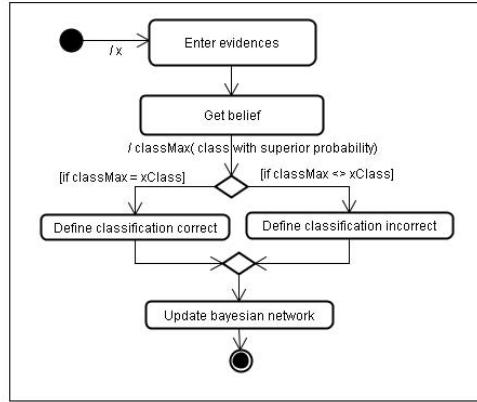 Enter evidences
/ x
Get belief
/ classMax( class with superior probability)
[if classMax = xClass]
[if classMax <> xClass]
Define classification correct
Define classification incorrect
Update bayesian network